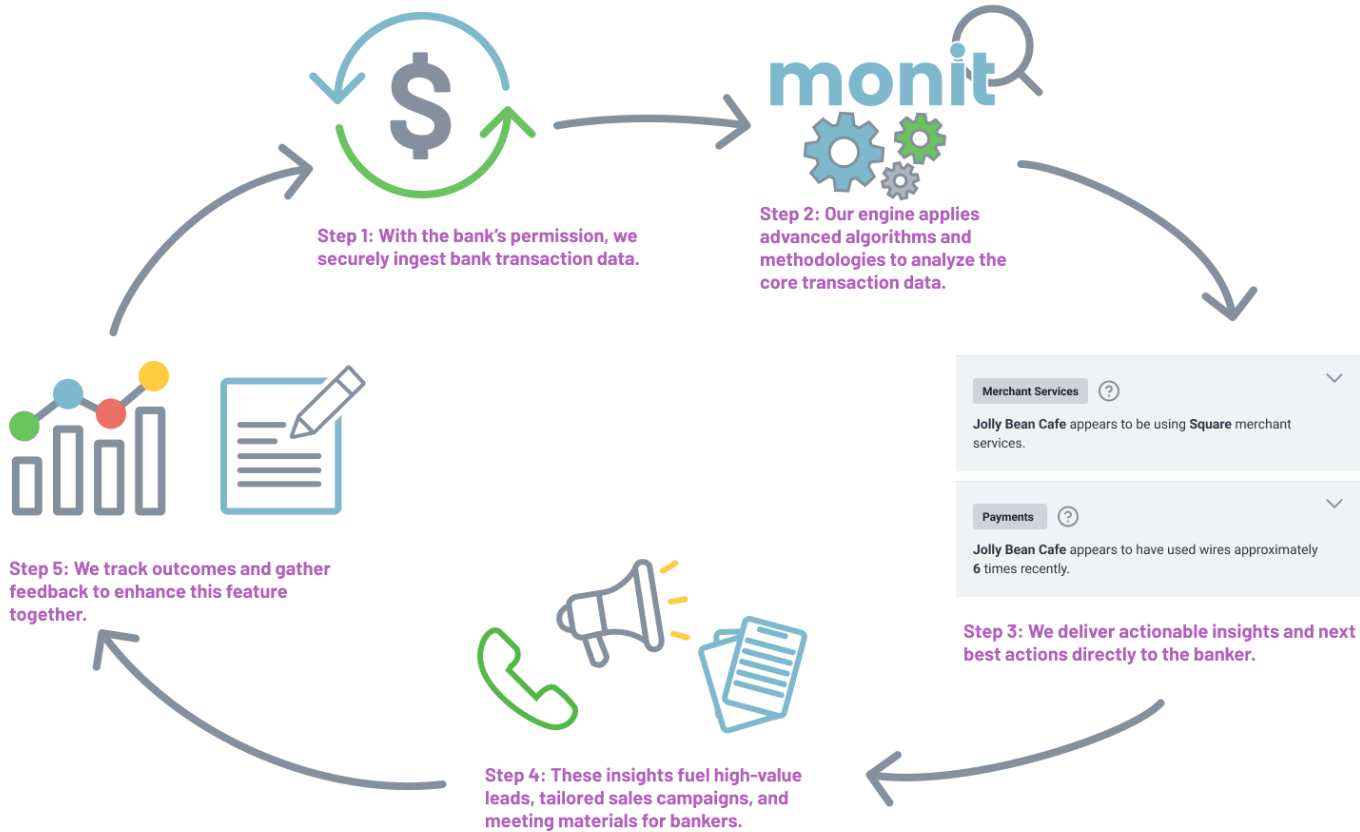 $
monit
Step 1: With the bank’s permission, we
securely ingest bank transaction data.
Step 2: Our engine applies
advanced algorithms and
methodologies to analyze the
core transaction data.
Merchant Services ?
Jolly Bean Cafe appears to be using Square merchant
services.
Payments ?
Jolly Bean Cafe appears to have used wires approximately
6 times recently.
Step 3: We deliver actionable insights and next
best actions directly to the banker.
Step 4: These insights fuel high-value
leads, tailored sales campaigns, and
meeting materials for bankers.
Step 5: We track outcomes and gather
feedback to enhance this feature
together.